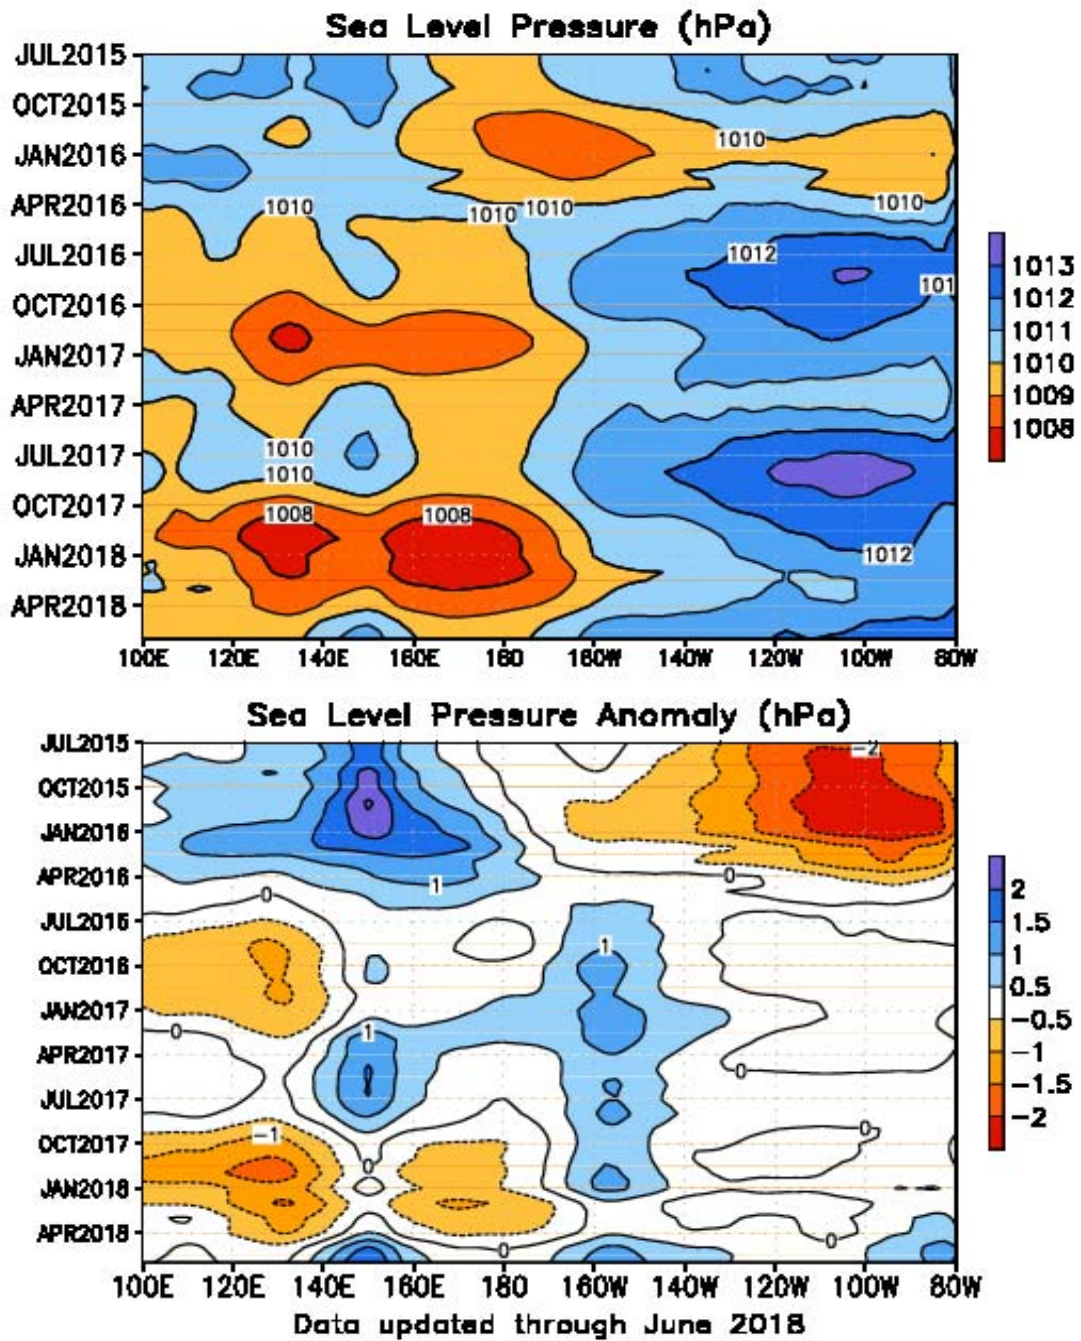 Sea Level Pressure (hPa)
JUL2015
OCT2015
JAN2016
APR2016
JUL2016
OCT2016
JAN2017
APR2017
JUL2017
OCT2017
JAN2018
APR2018
1010
1010
1010
1010
1010
1012
101
1010
1010
1008
1008
1012
1013
1012
1011
1010
1009
1008
100E 120E 140E 160E 180 160W 140W 120W 100W 80W
Sea Level Pressure Anomaly (hPa)
JUL2015
OCT2015
JAN2016
APR2016
JUL2016
OCT2016
JAN2017
APR2017
JUL2017
OCT2017
JAN2018
APR2018
-2
0
1
0
1
0
1
0
-1
0
0
0
0
2
1.5
1
0.5
-0.5
-1
-1.5
-2
100E 120E 140E 160E 180 160W 140W 120W 100W 80W
Data updated through June 2018